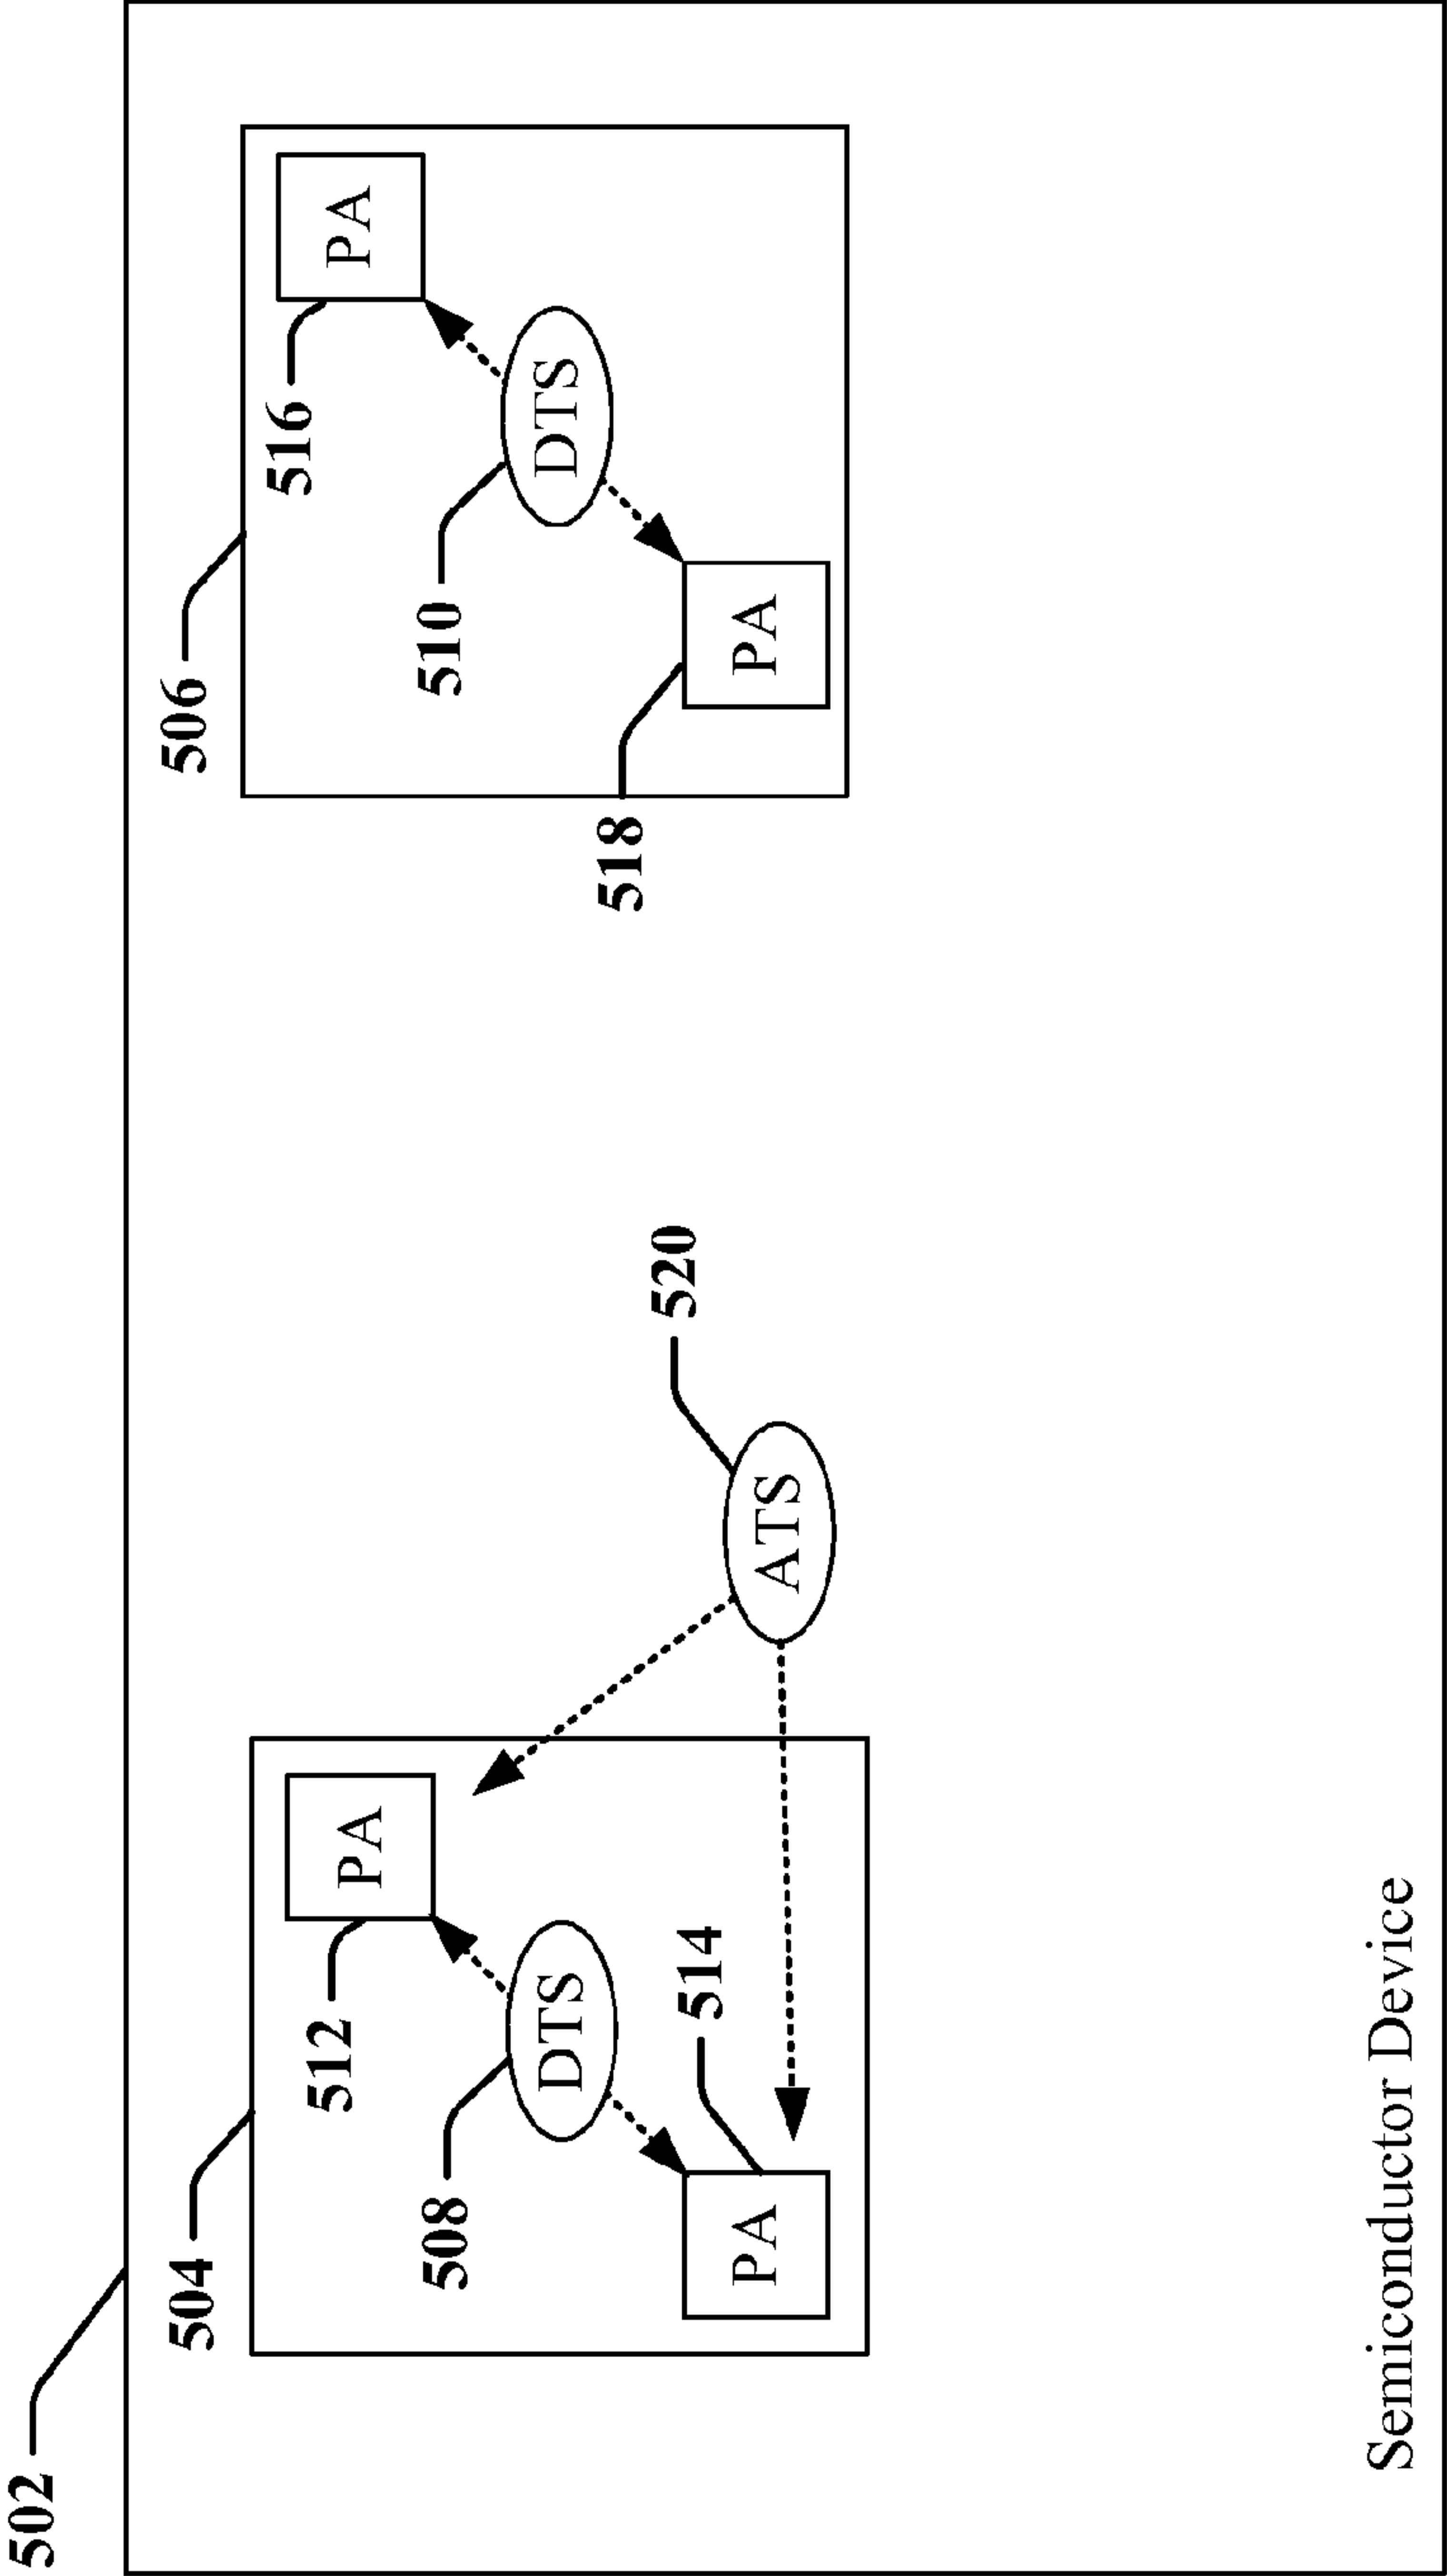 502
504
506
512
PA
516
PA
508
DTS
510
DTS
514
520
518
PA
ATS
PA
Semiconductor Device